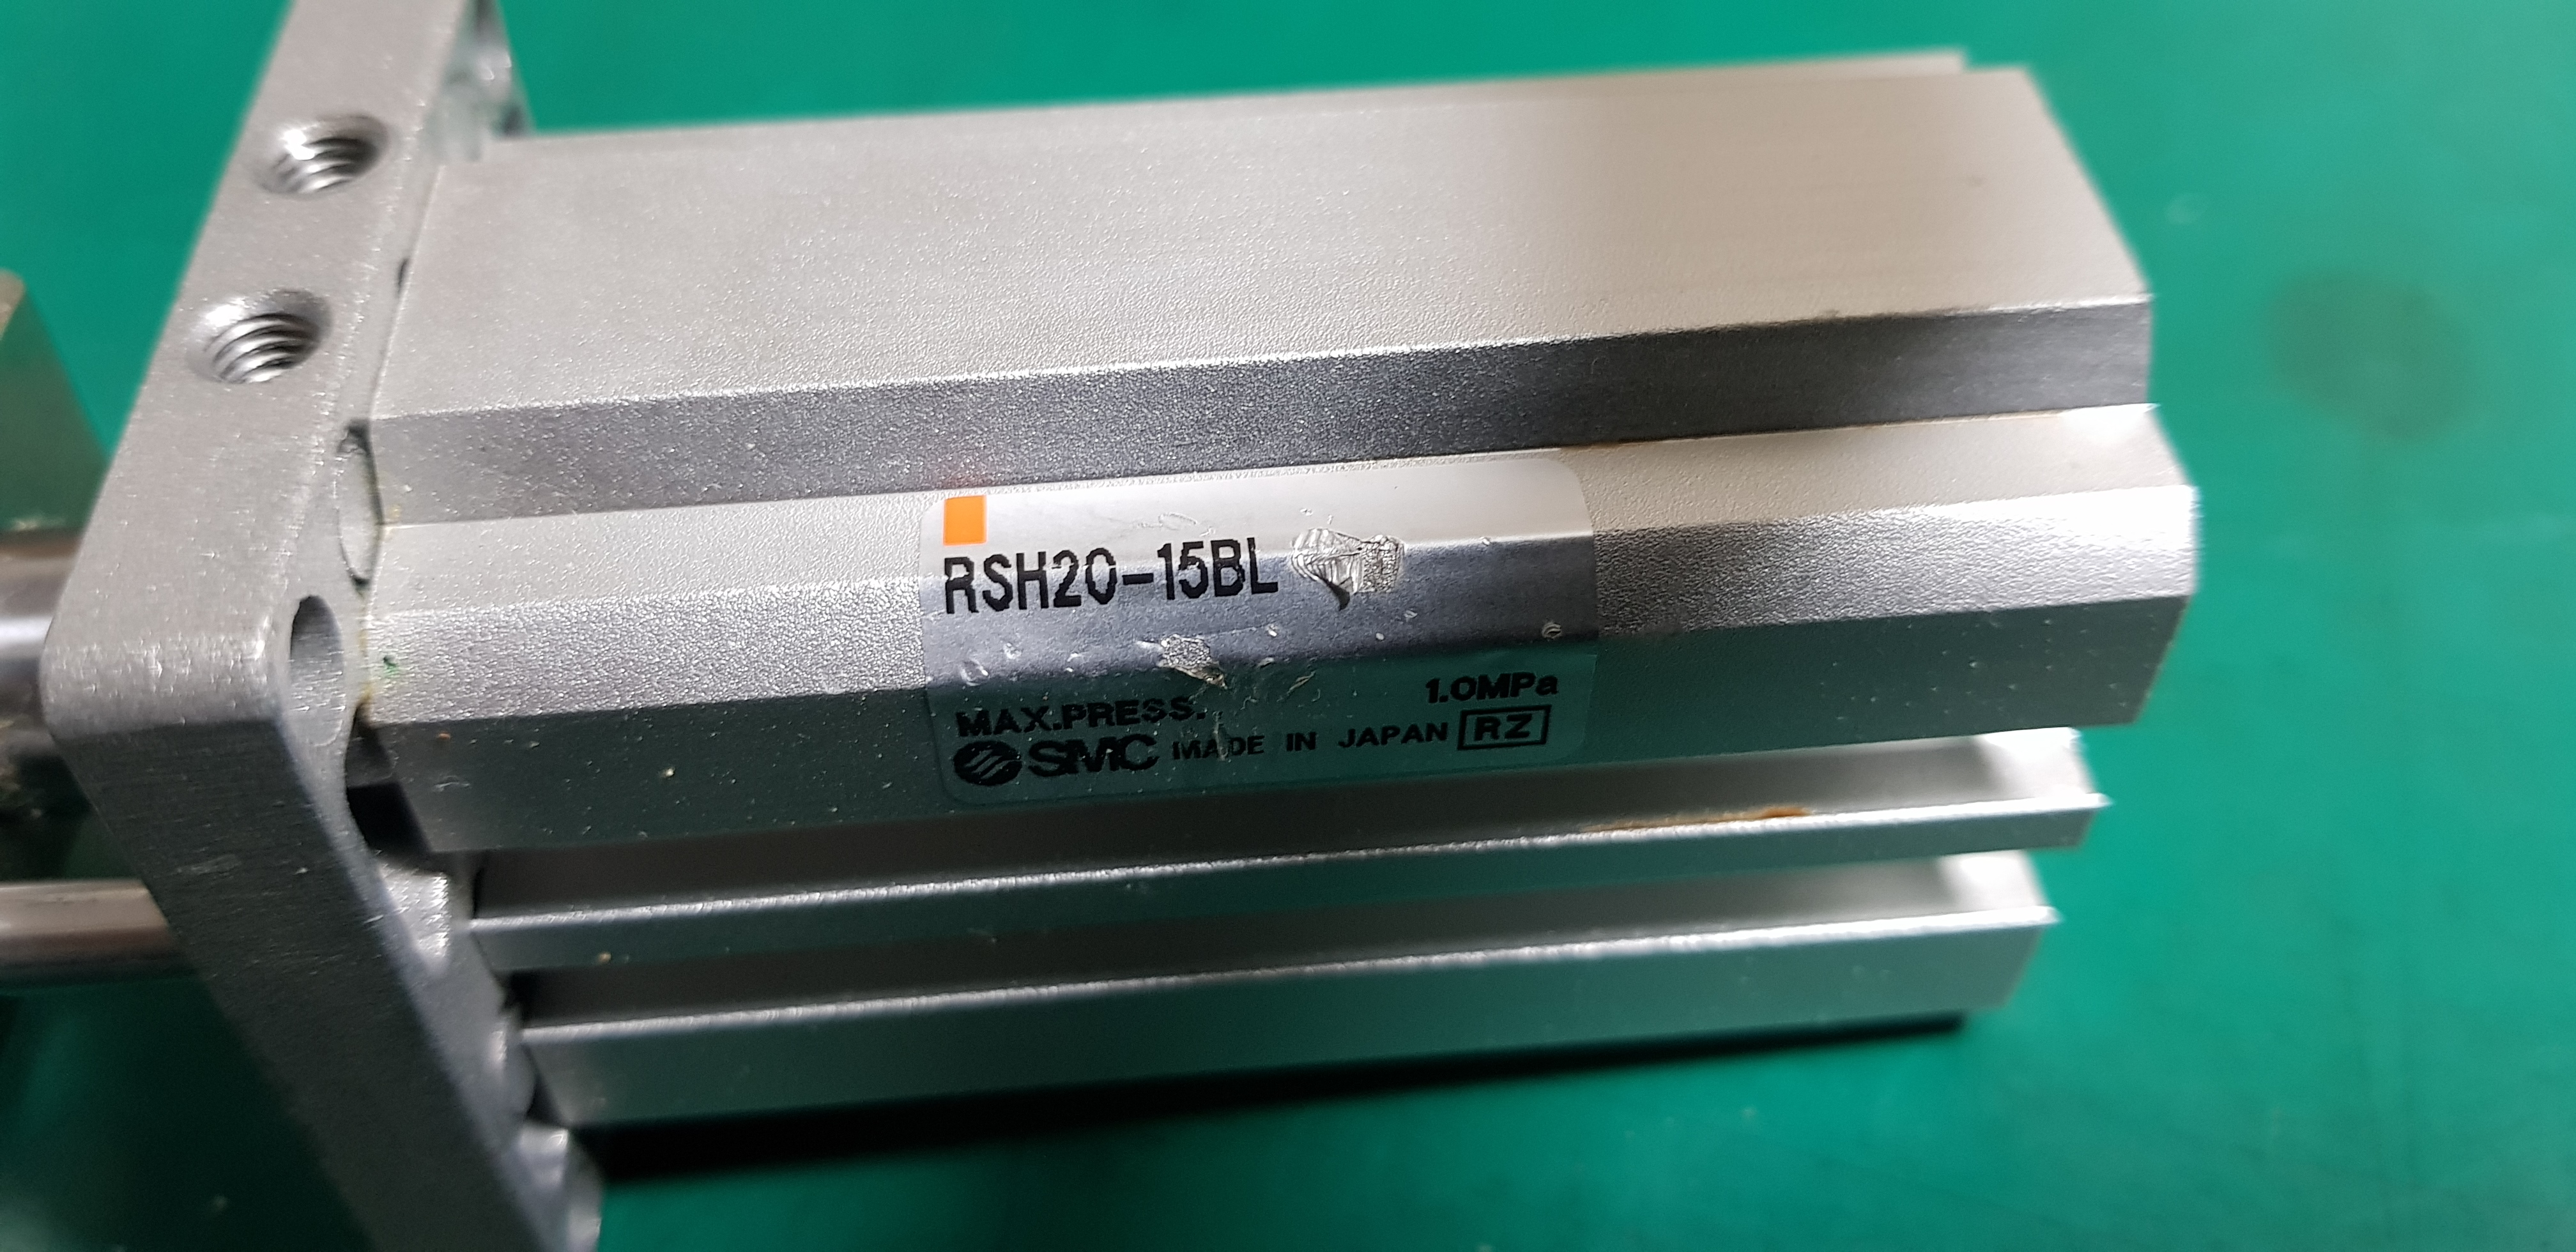 RSH20-15BL
MAX.PRESS. 1.0MPa
SMC MADE IN JAPAN RZ